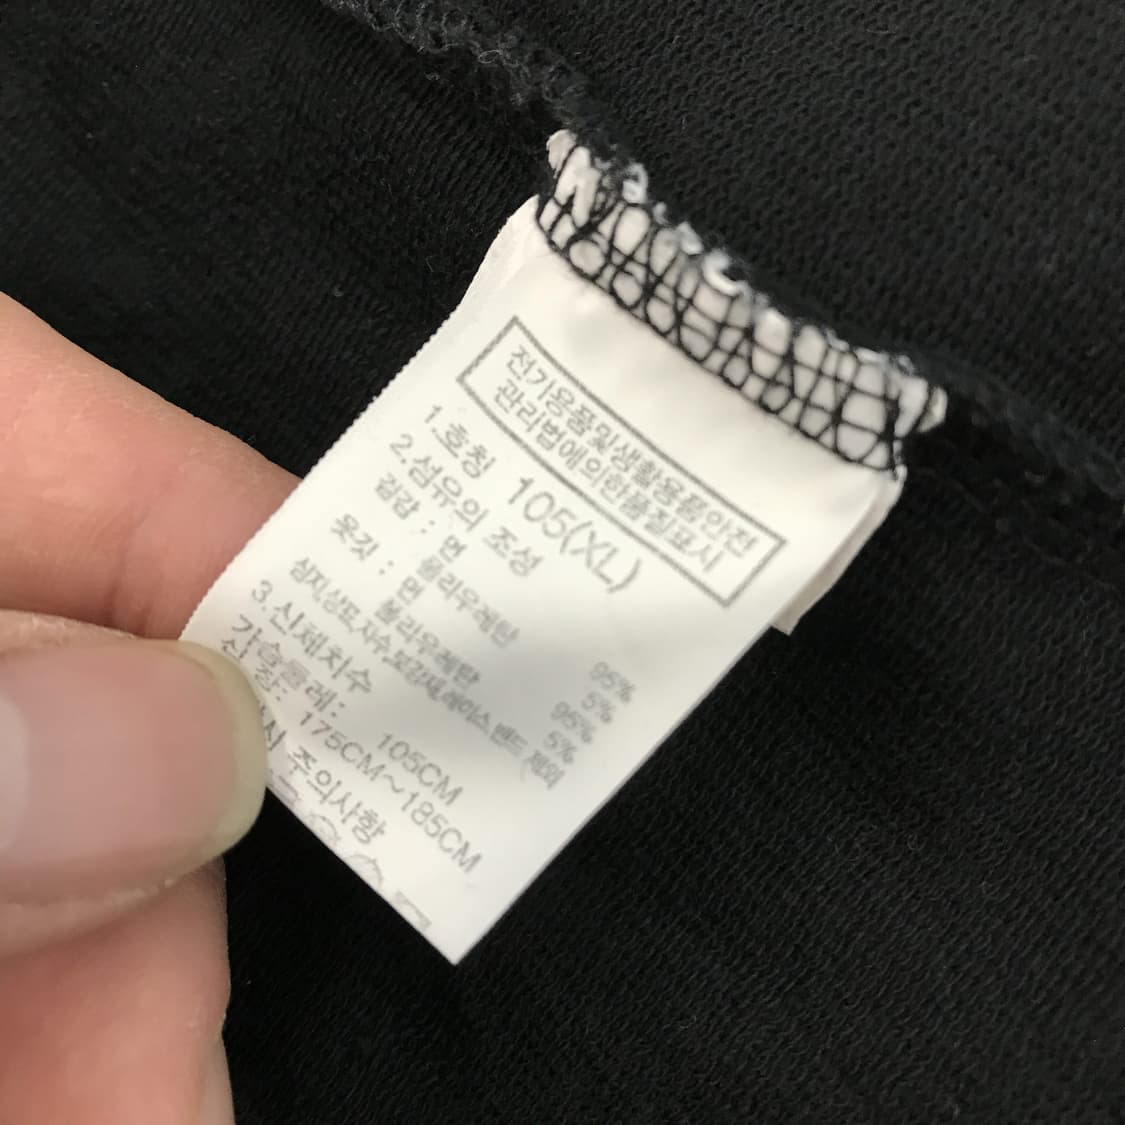 전기용품및생활용품안전
관리법에의한품질표시
1.호칭 105(XL)
2.섬유의 조성
겉감 : 면 95%
폴리우레탄 5%
옷깃 : 면 95%
폴리우레탄 5%
심지,상표,자수,보강재,레이스,밴드 제외
3.신체치수
가슴둘레: 105CM
신 장: 175CM~185CM
주의사항